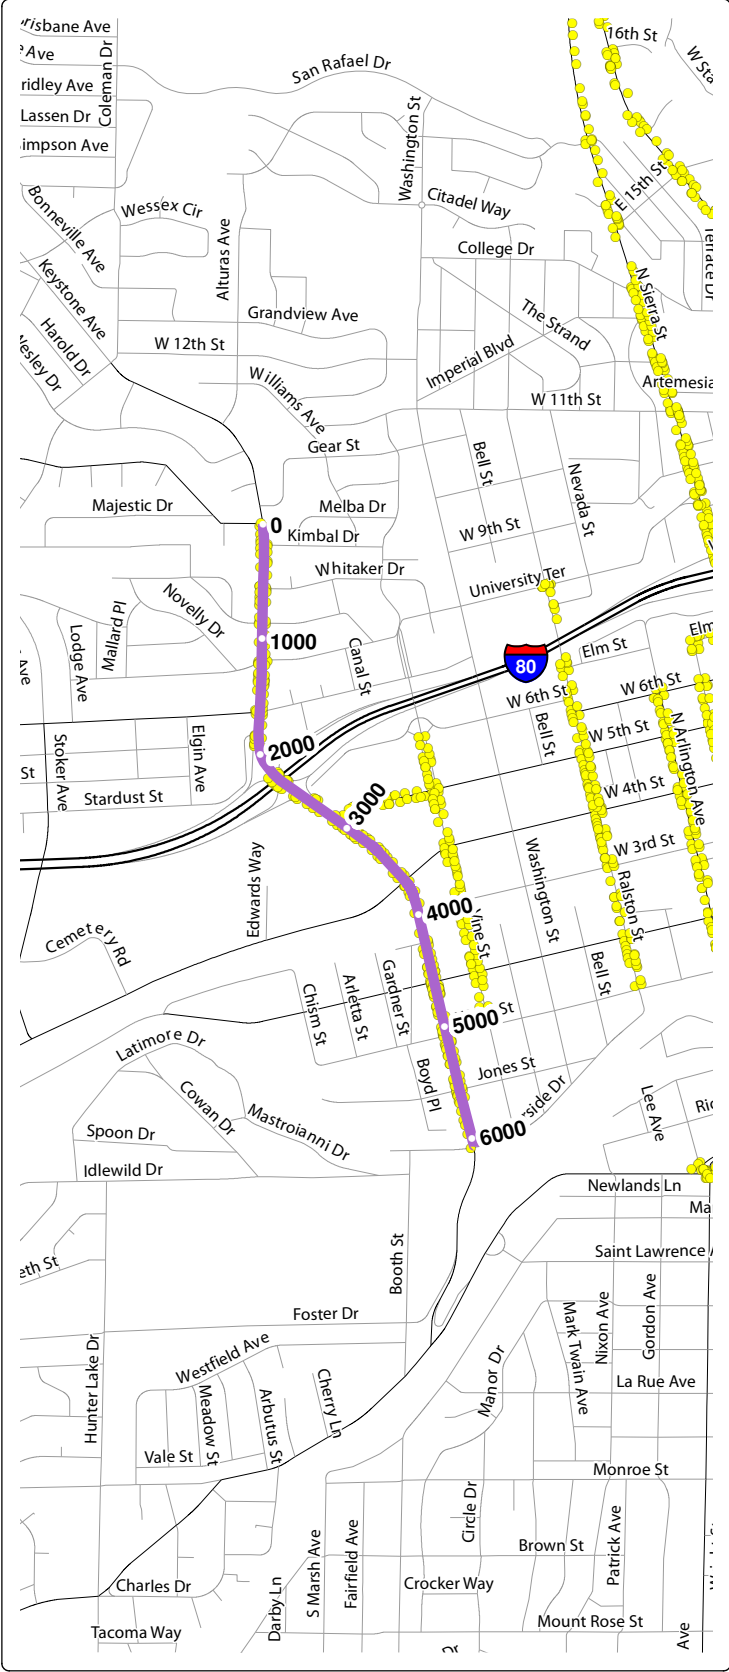 16th St
San Rafael Dr
Coleman Dr
Lassen Dr
Washington St
E 15th St
Citadel Way
Wessex Cir
Bonneville Ave
Alturas Ave
College Dr
Keystone Ave
N Sierra St
Grandview Ave
The Strand
Harold Dr
W 12th St
Imperial Blvd
Williams Ave
W 11th St
Gear St
Bell St
Nevada St
Majestic Dr
Melba Dr
0
Kimbal Dr
W 9th St
Whitaker Dr
University Ter
Novelly Dr
Mallard Pl
Lodge Ave
1000
Canal St
Elm St
80
W 6th St
W 6th St
Bell St
W 5th St
N Arlington Ave
2000
Stoker Ave
Elgin Ave
St
Stardust St
W 4th St
3000
W 3rd St
Edwards Way
Washington St
Ralston St
4000
Vine St
Cemetery Rd
Bell St
Gardner St
Arletta St
Chism St
St
5000
Latimore Dr
Jones St
Boyd Pl
Cowan Dr
Mastroianni Dr
Lee Ave
Spoon Dr
6000
Idlewild Dr
Newlands Ln
Saint Lawrence
Booth St
Foster Dr
Gordon Ave
Nixon Ave
Mark Twain Ave
Hunter Lake Dr
Westfield Ave
La Rue Ave
Manor Dr
Cherry Ln
Meadow St
Arbutus St
Vale St
Monroe St
Circle Dr
Patrick Ave
S Marsh Ave
Fairfield Ave
Brown St
Charles Dr
Crocker Way
Darby Ln
Mount Rose St
Tacoma Way
Ave